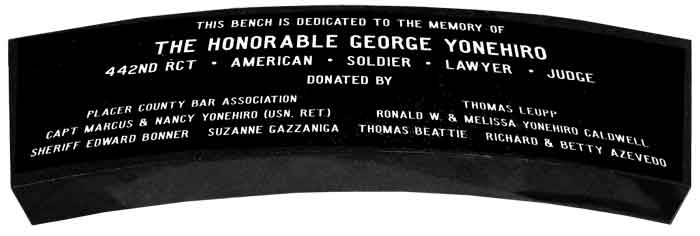 THIS BENCH IS DEDICATED TO THE MEMORY OF
THE HONORABLE GEORGE YONEHIRO
442ND RCT • AMERICAN • SOLDIER • LAWYER • JUDGE
DONATED BY
PLACER COUNTY BAR ASSOCIATION THOMAS LEUPP
CAPT MARCUS & NANCY YONEHIRO (USN. RET.) RONALD W. & MELISSA YONEHIRO CALDWELL
SHERIFF EDWARD BONNER SUZANNE GAZZANIGA THOMAS BEATTIE RICHARD & BETTY AZEVEDO